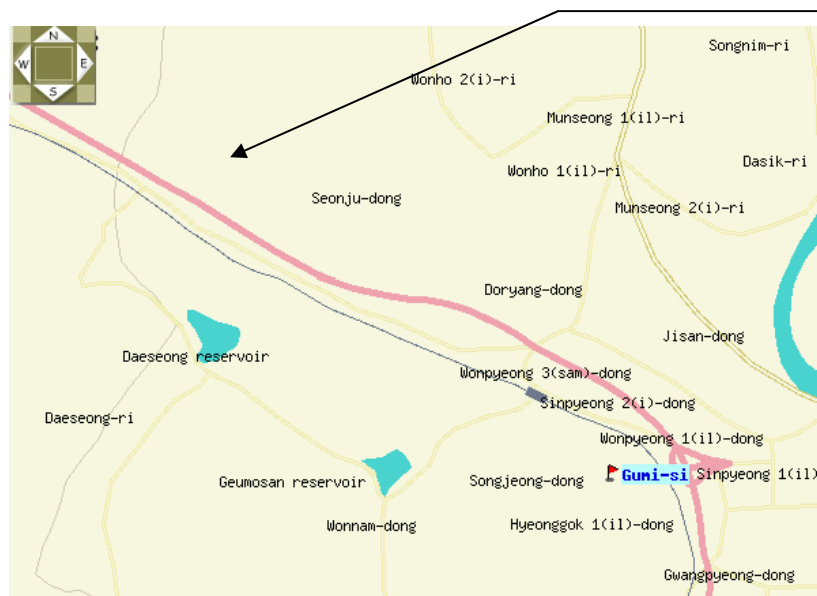 N
W E
S
Songnim-ri
Wonho 2(i)-ri
Munseong 1(il)-ri
Dasik-ri
Wonho 1(il)-ri
Seonju-dong
Munseong 2(i)-ri
Doryang-dong
Jisan-dong
Daeseong reservoir
Wonpyeong 3(sam)-dong
Sinpyeong 2(i)-dong
Daeseong-ri
Wonpyeong 1(il)-dong
Geumosan reservoir
Songjeong-dong
Gumi-si
Sinpyeong 1(il)
Wonnam-dong
Hyeonggok 1(il)-dong
Gwangpyeong-dong